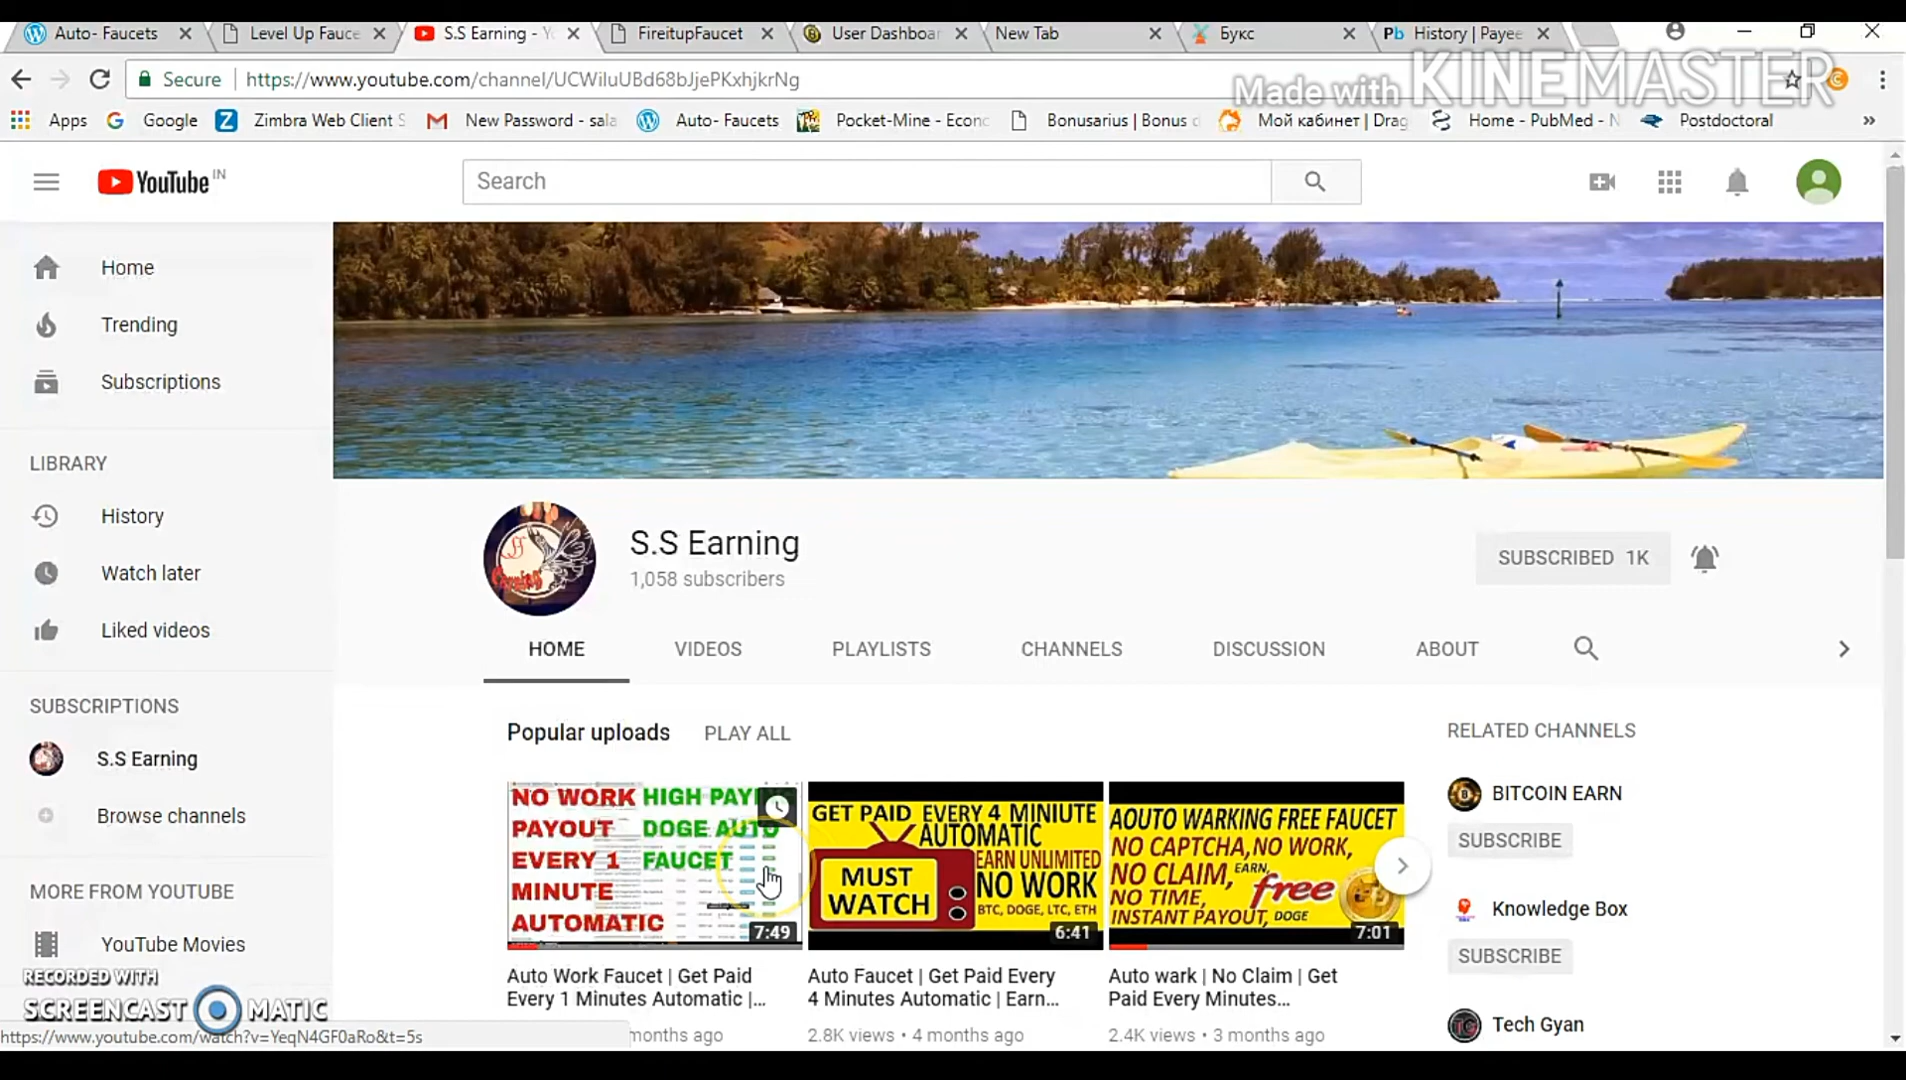 Auto- Faucets
Level Up Fauce
S.S Earning - Y
FireitupFaucet
User Dashboar
New Tab
Букс
Pb History | Payee
Secure https://www.youtube.com/channel/UCWiluUBd68bJjePKxhjkrNg
Made with KINEMASTER
Apps
Google
Zimbra Web Client S
New Password - sala
Auto- Faucets
Pocket-Mine - Econo
Bonusarius | Bonus d
Мой кабинет | Drag
Home - PubMed - N
Postdoctoral
YouTube IN
Search
Home
Trending
Subscriptions
LIBRARY
History
Watch later
Liked videos
SUBSCRIPTIONS
S.S Earning
Browse channels
MORE FROM YOUTUBE
YouTube Movies
S.S Earning
1,058 subscribers
SUBSCRIBED 1K
HOME
VIDEOS
PLAYLISTS
CHANNELS
DISCUSSION
ABOUT
Popular uploads
PLAY ALL
NO WORK HIGH PAYI
PAYOUT DOGE AUTO
EVERY 1 FAUCET
MINUTE
AUTOMATIC
7:49
Auto Work Faucet | Get Paid
Every 1 Minutes Automatic |...
months ago
GET PAID EVERY 4 MINIUTE
AUTOMATIC
EARN UNLIMITED
MUST
WATCH
NO WORK
BTC, DOGE, LTC, ETH
6:41
Auto Faucet | Get Paid Every
4 Minutes Automatic | Earn...
2.8K views • 4 months ago
AOUTO WARKING FREE FAUCET
NO CAPTCHA,NO WORK,
NO CLAIM, EARN,
NO TIME, free
INSTANT PAYOUT, DOGE
7:01
Auto wark | No Claim | Get
Paid Every Minutes...
2.4K views • 3 months ago
RELATED CHANNELS
BITCOIN EARN
SUBSCRIBE
Knowledge Box
SUBSCRIBE
Tech Gyan
RECORDED WITH
SCREENCAST MATIC
https://www.youtube.com/watch?v=YeqN4GF0aRo&t=5s